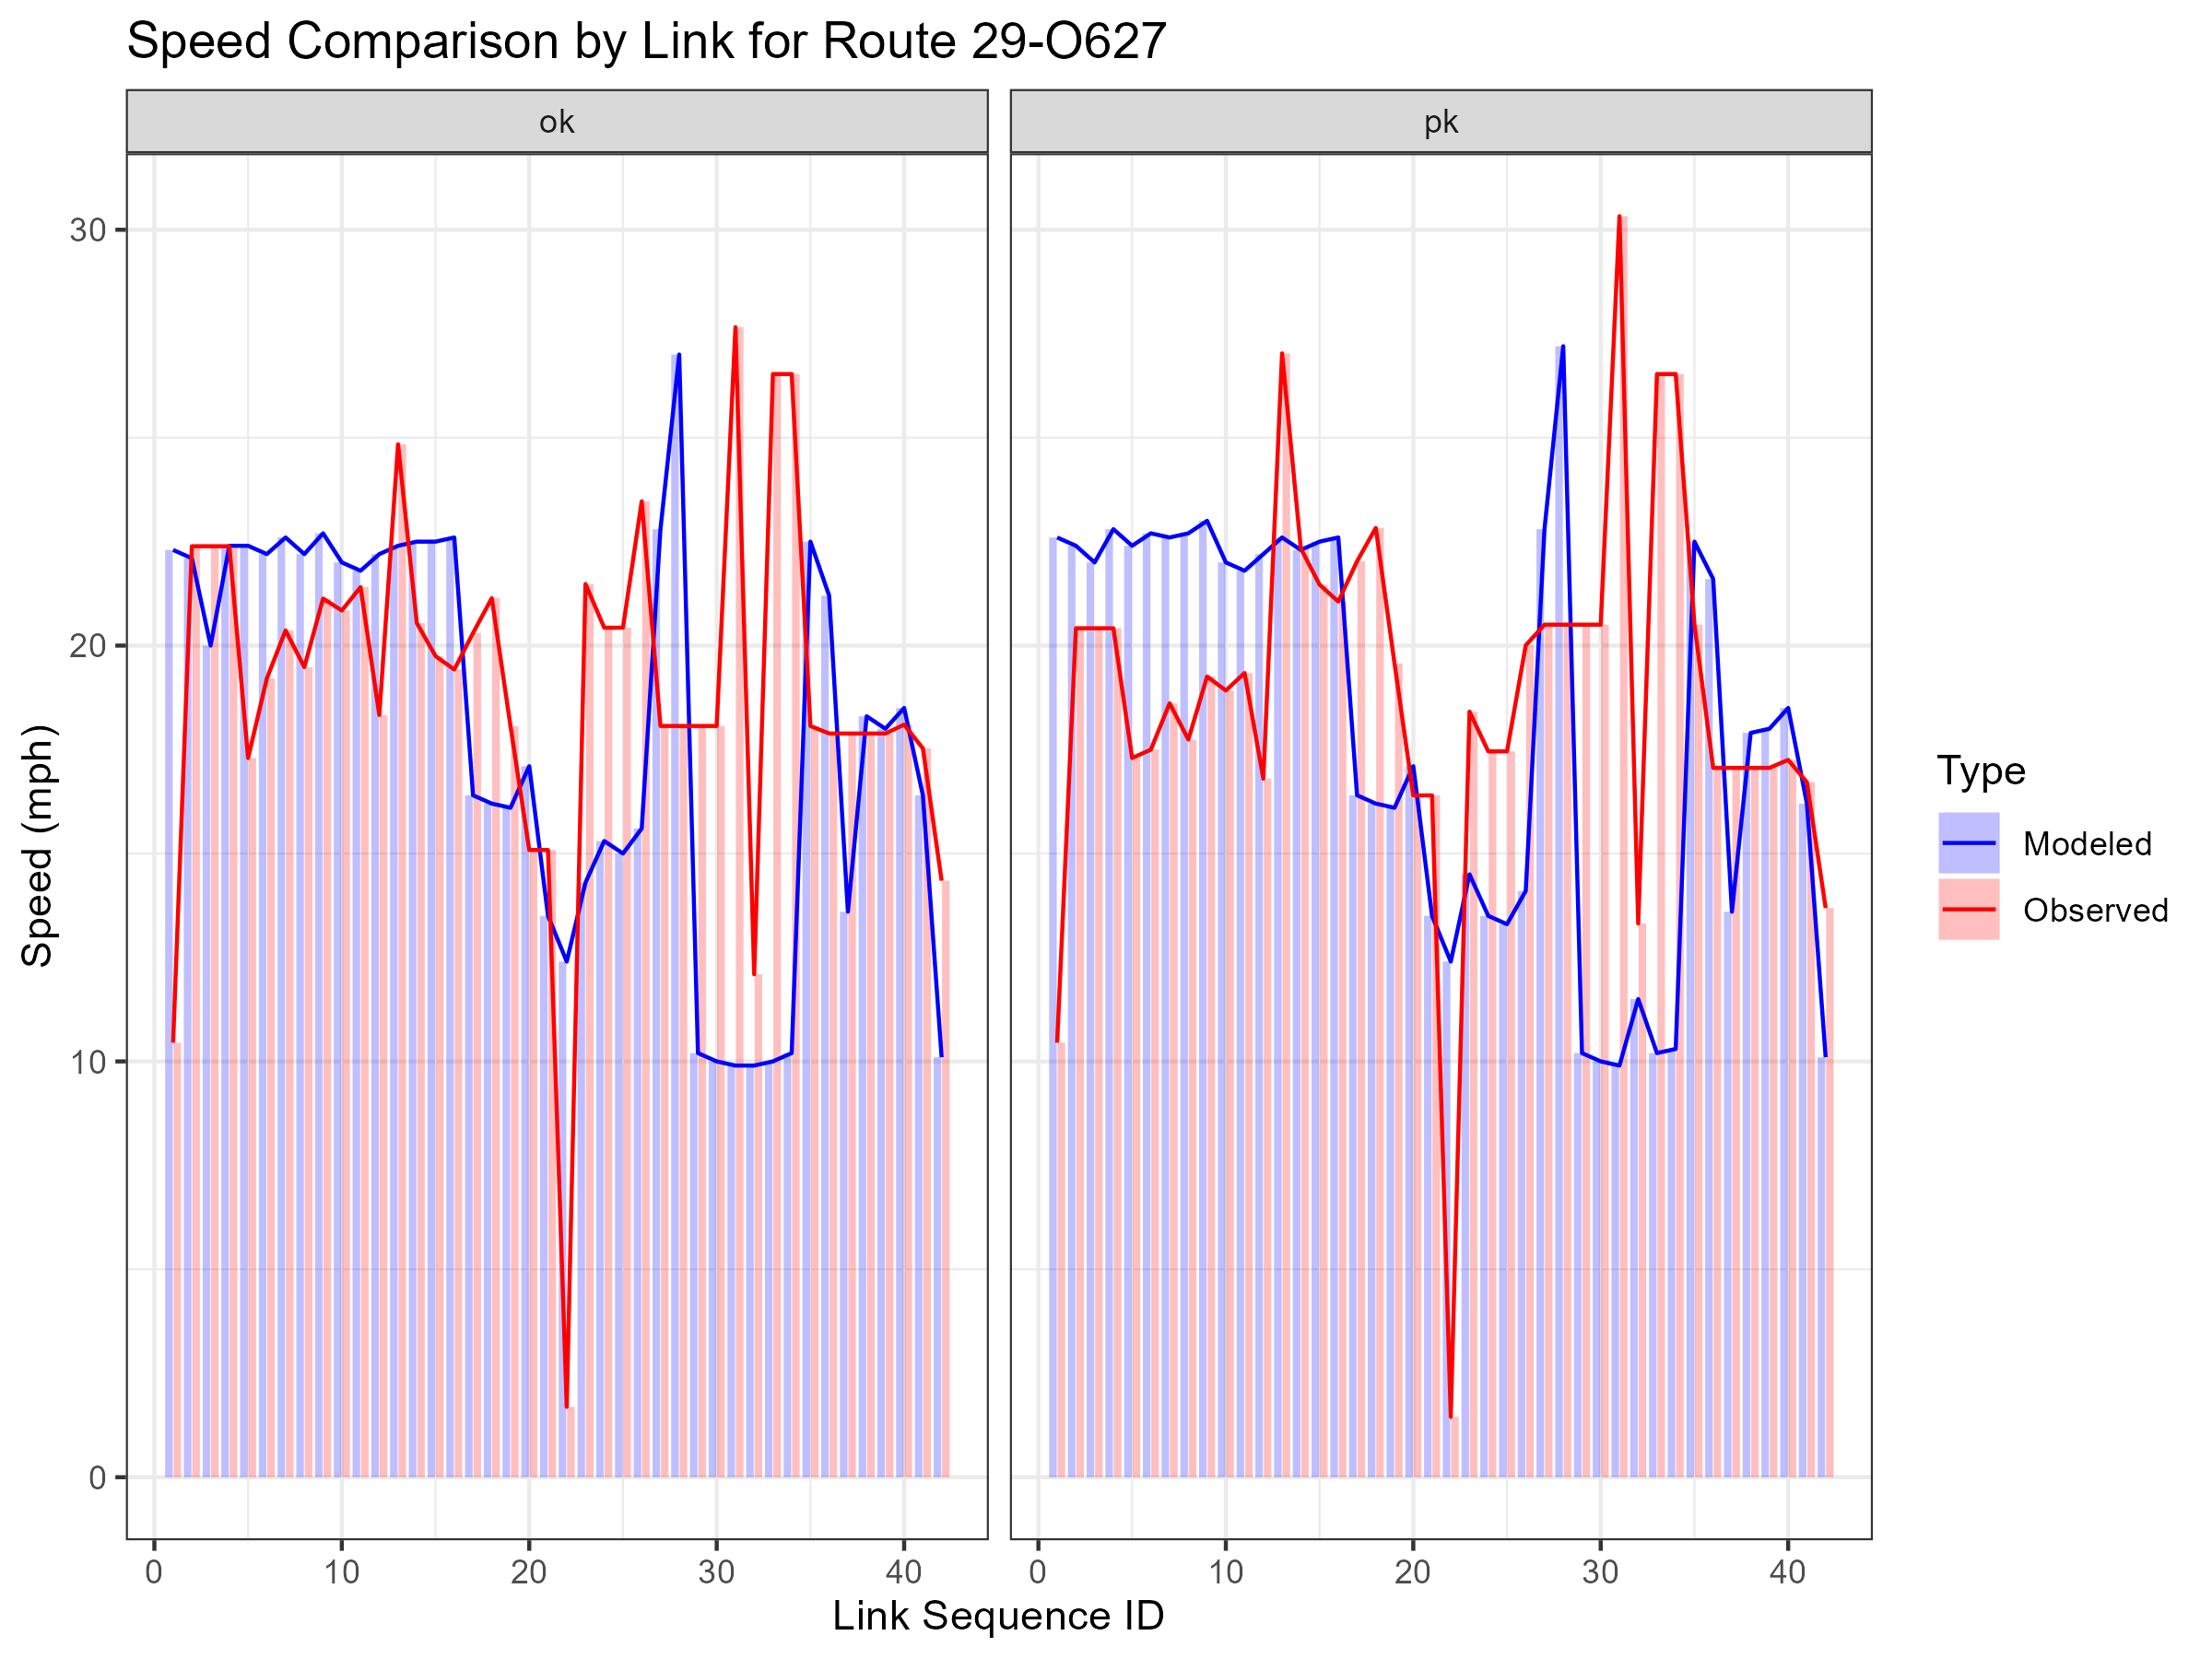 Speed Comparison by Link for Route 29-O627
ok
pk
30
20
10
0
Speed (mph)
0 10 20 30 40
0 10 20 30 40
Link Sequence ID
Type
Modeled
Observed